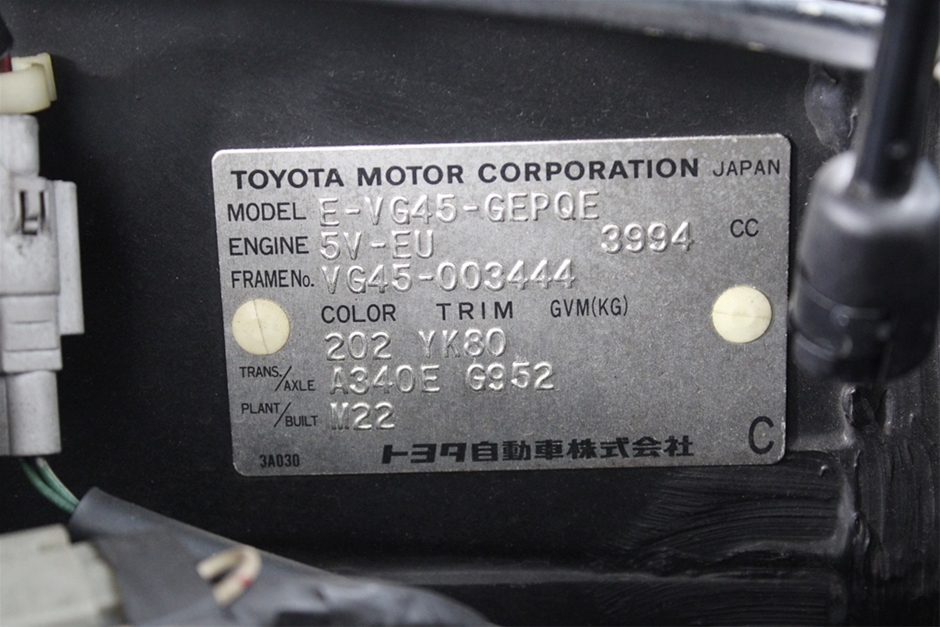 TOYOTA MOTOR CORPORATION JAPAN
MODEL E-VG45-GEPQE
ENGINE 5V-EU 3994 CC
FRAME No. VG45-003444
COLOR TRIM GVM(KG)
202 YK80
TRANS./AXLE A340E G952
PLANT/BUILT M22
3A030 トヨタ自動車株式会社 C